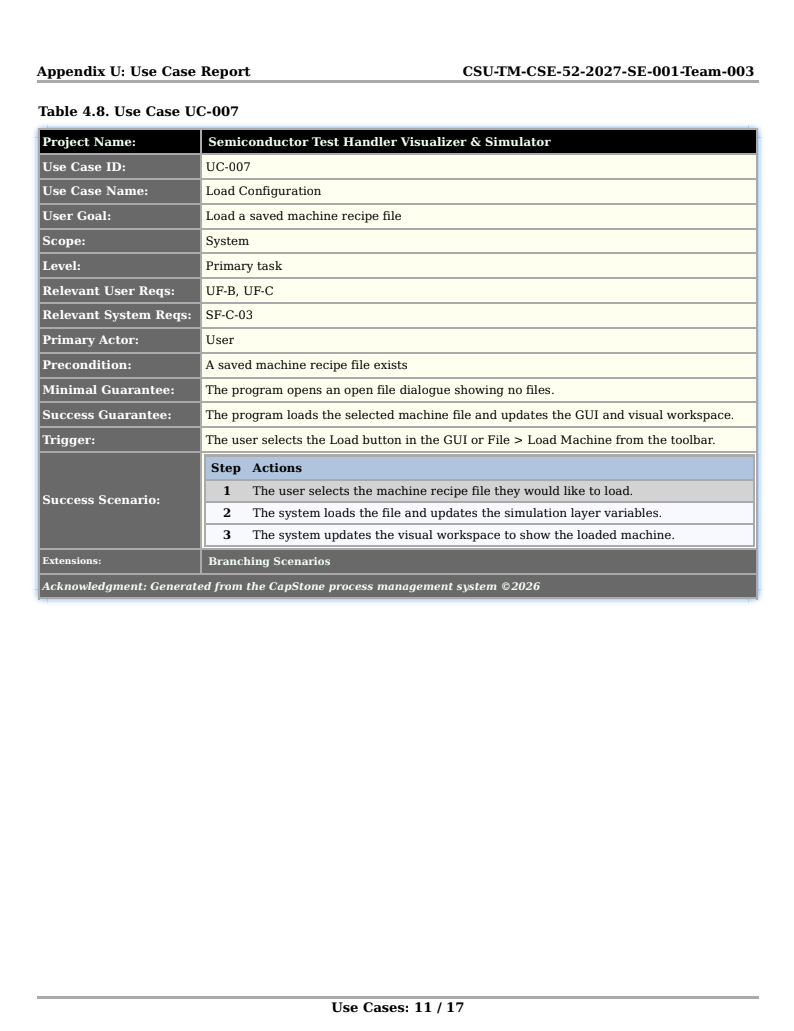 Appendix U: Use Case Report CSU-TM-CSE-52-2027-SE-001-Team-003
Table 4.8. Use Case UC-007
Project Name: Semiconductor Test Handler Visualizer & Simulator
Use Case ID: UC-007
Use Case Name: Load Configuration
User Goal: Load a saved machine recipe file
Scope: System
Level: Primary task
Relevant User Reqs: UF-B, UF-C
Relevant System Reqs: SF-C-03
Primary Actor: User
Precondition: A saved machine recipe file exists
Minimal Guarantee: The program opens an open file dialogue showing no files.
Success Guarantee: The program loads the selected machine file and updates the GUI and visual workspace.
Trigger: The user selects the Load button in the GUI or File > Load Machine from the toolbar.
Success Scenario:
Step Actions
1 The user selects the machine recipe file they would like to load.
2 The system loads the file and updates the simulation layer variables.
3 The system updates the visual workspace to show the loaded machine.
Extensions: Branching Scenarios
Acknowledgment: Generated from the CapStone process management system ©2026
Use Cases: 11 / 17